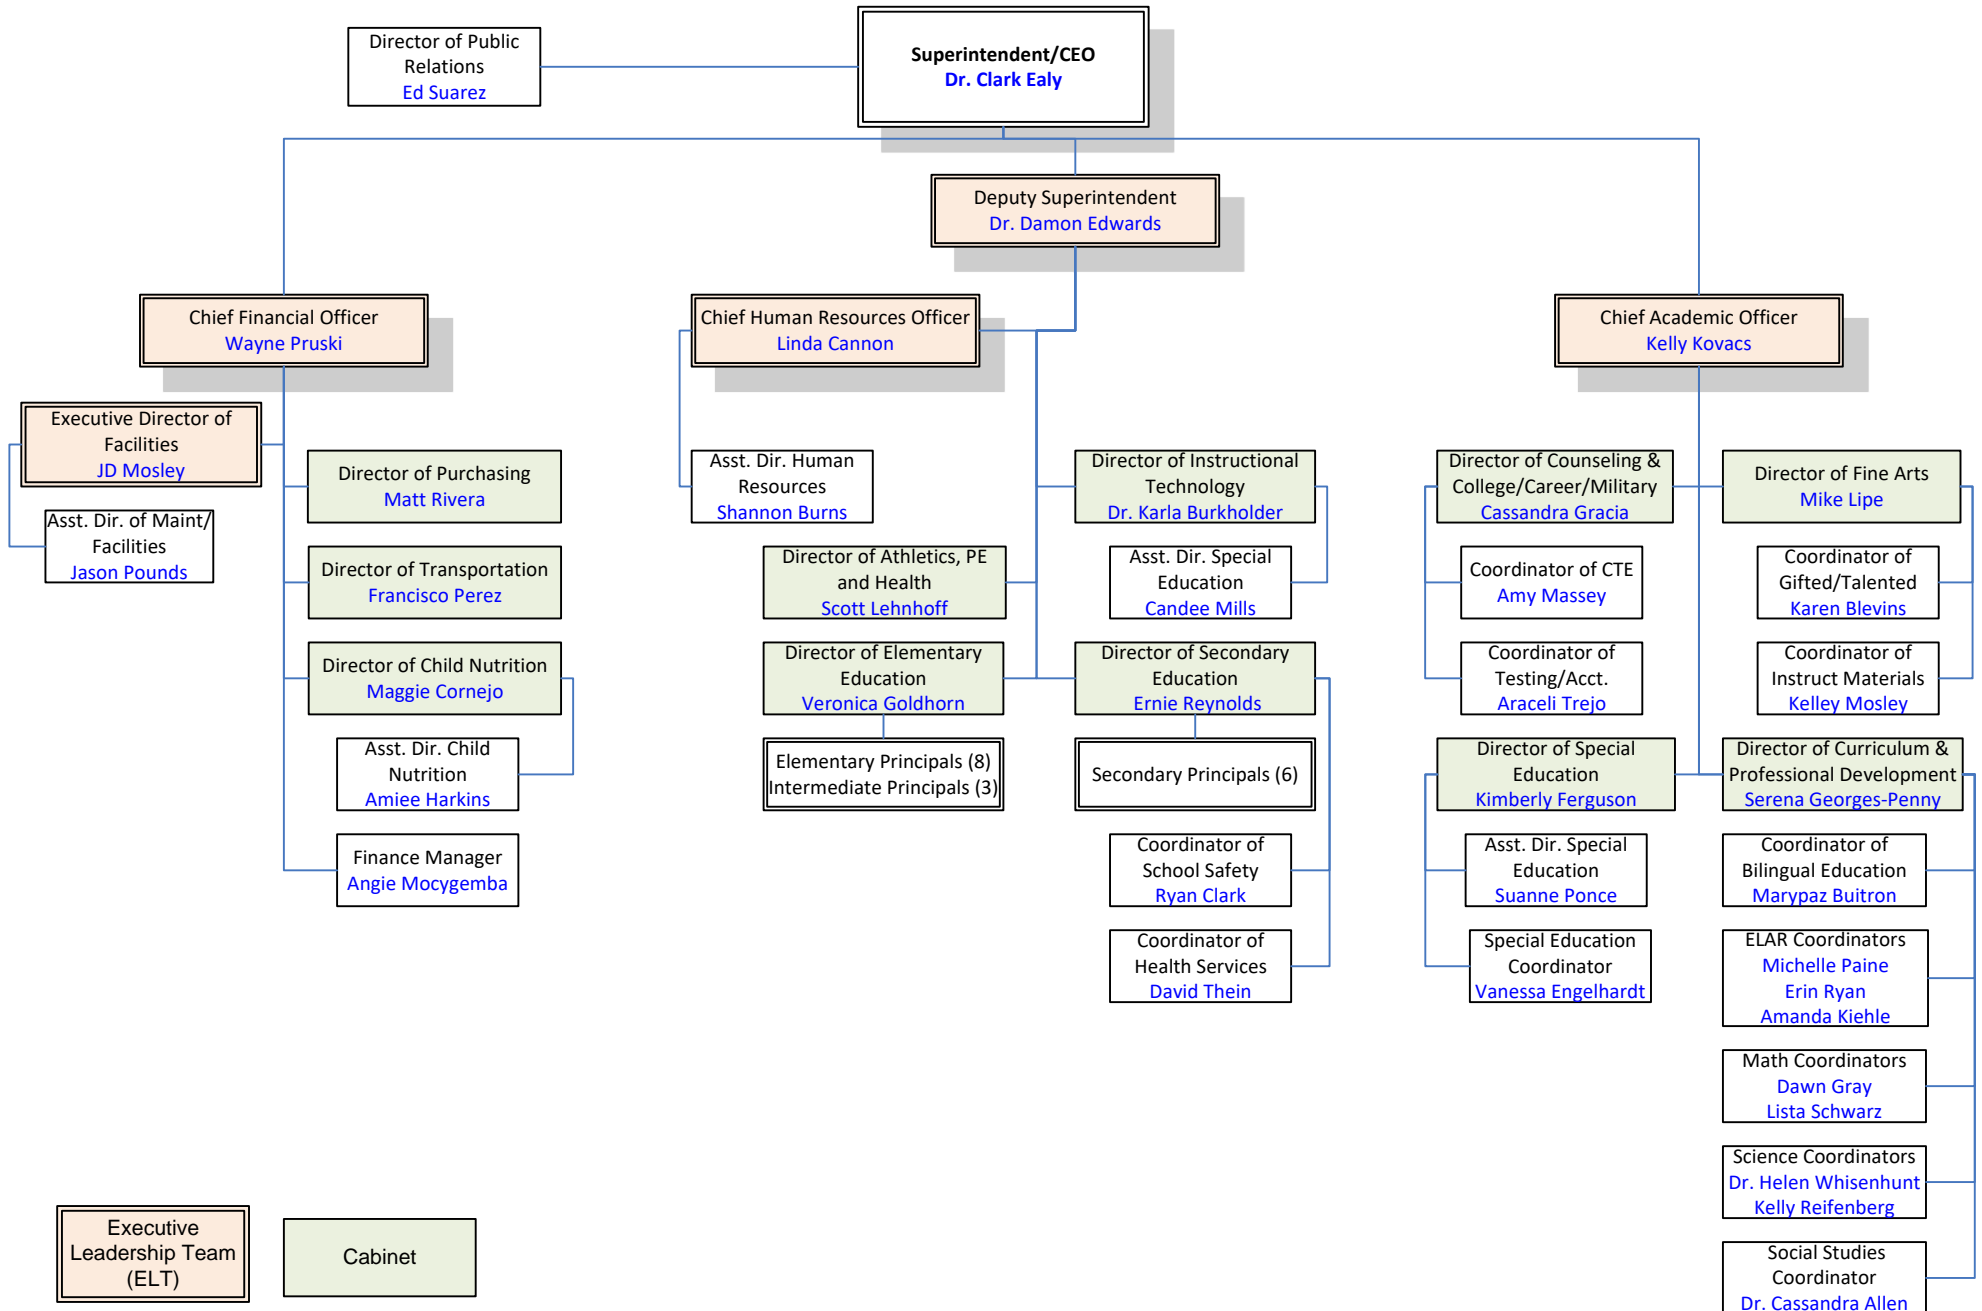 Director of Public
Relations
Ed Suarez
Superintendent/CEO
Dr. Clark Ealy
Deputy Superintendent
Dr. Damon Edwards
Chief Financial Officer
Wayne Pruski
Chief Human Resources Officer
Linda Cannon
Chief Academic Officer
Kelly Kovacs
Executive Director of
Facilities
JD Mosley
Asst. Dir. of Maint/
Facilities
Jason Pounds
Director of Purchasing
Matt Rivera
Director of Transportation
Francisco Perez
Director of Child Nutrition
Maggie Cornejo
Asst. Dir. Child
Nutrition
Amiee Harkins
Finance Manager
Angie Mocygemba
Asst. Dir. Human
Resources
Shannon Burns
Director of Instructional
Technology
Dr. Karla Burkholder
Director of Athletics, PE
and Health
Scott Lehnhoff
Asst. Dir. Special
Education
Candee Mills
Director of Elementary
Education
Veronica Goldhorn
Director of Secondary
Education
Ernie Reynolds
Elementary Principals (8)
Intermediate Principals (3)
Secondary Principals (6)
Coordinator of
School Safety
Ryan Clark
Coordinator of
Health Services
David Thein
Director of Counseling &
College/Career/Military
Cassandra Gracia
Director of Fine Arts
Mike Lipe
Coordinator of CTE
Amy Massey
Coordinator of
Gifted/Talented
Karen Blevins
Coordinator of
Testing/Acct.
Araceli Trejo
Coordinator of
Instruct Materials
Kelley Mosley
Director of Special
Education
Kimberly Ferguson
Director of Curriculum &
Professional Development
Serena Georges-Penny
Asst. Dir. Special
Education
Suanne Ponce
Coordinator of
Bilingual Education
Marypaz Buitron
Special Education
Coordinator
Vanessa Engelhardt
ELAR Coordinators
Michelle Paine
Erin Ryan
Amanda Kiehle
Math Coordinators
Dawn Gray
Lista Schwarz
Science Coordinators
Dr. Helen Whisenhunt
Kelly Reifenberg
Social Studies
Coordinator
Dr. Cassandra Allen
Executive
Leadership Team
(ELT)
Cabinet